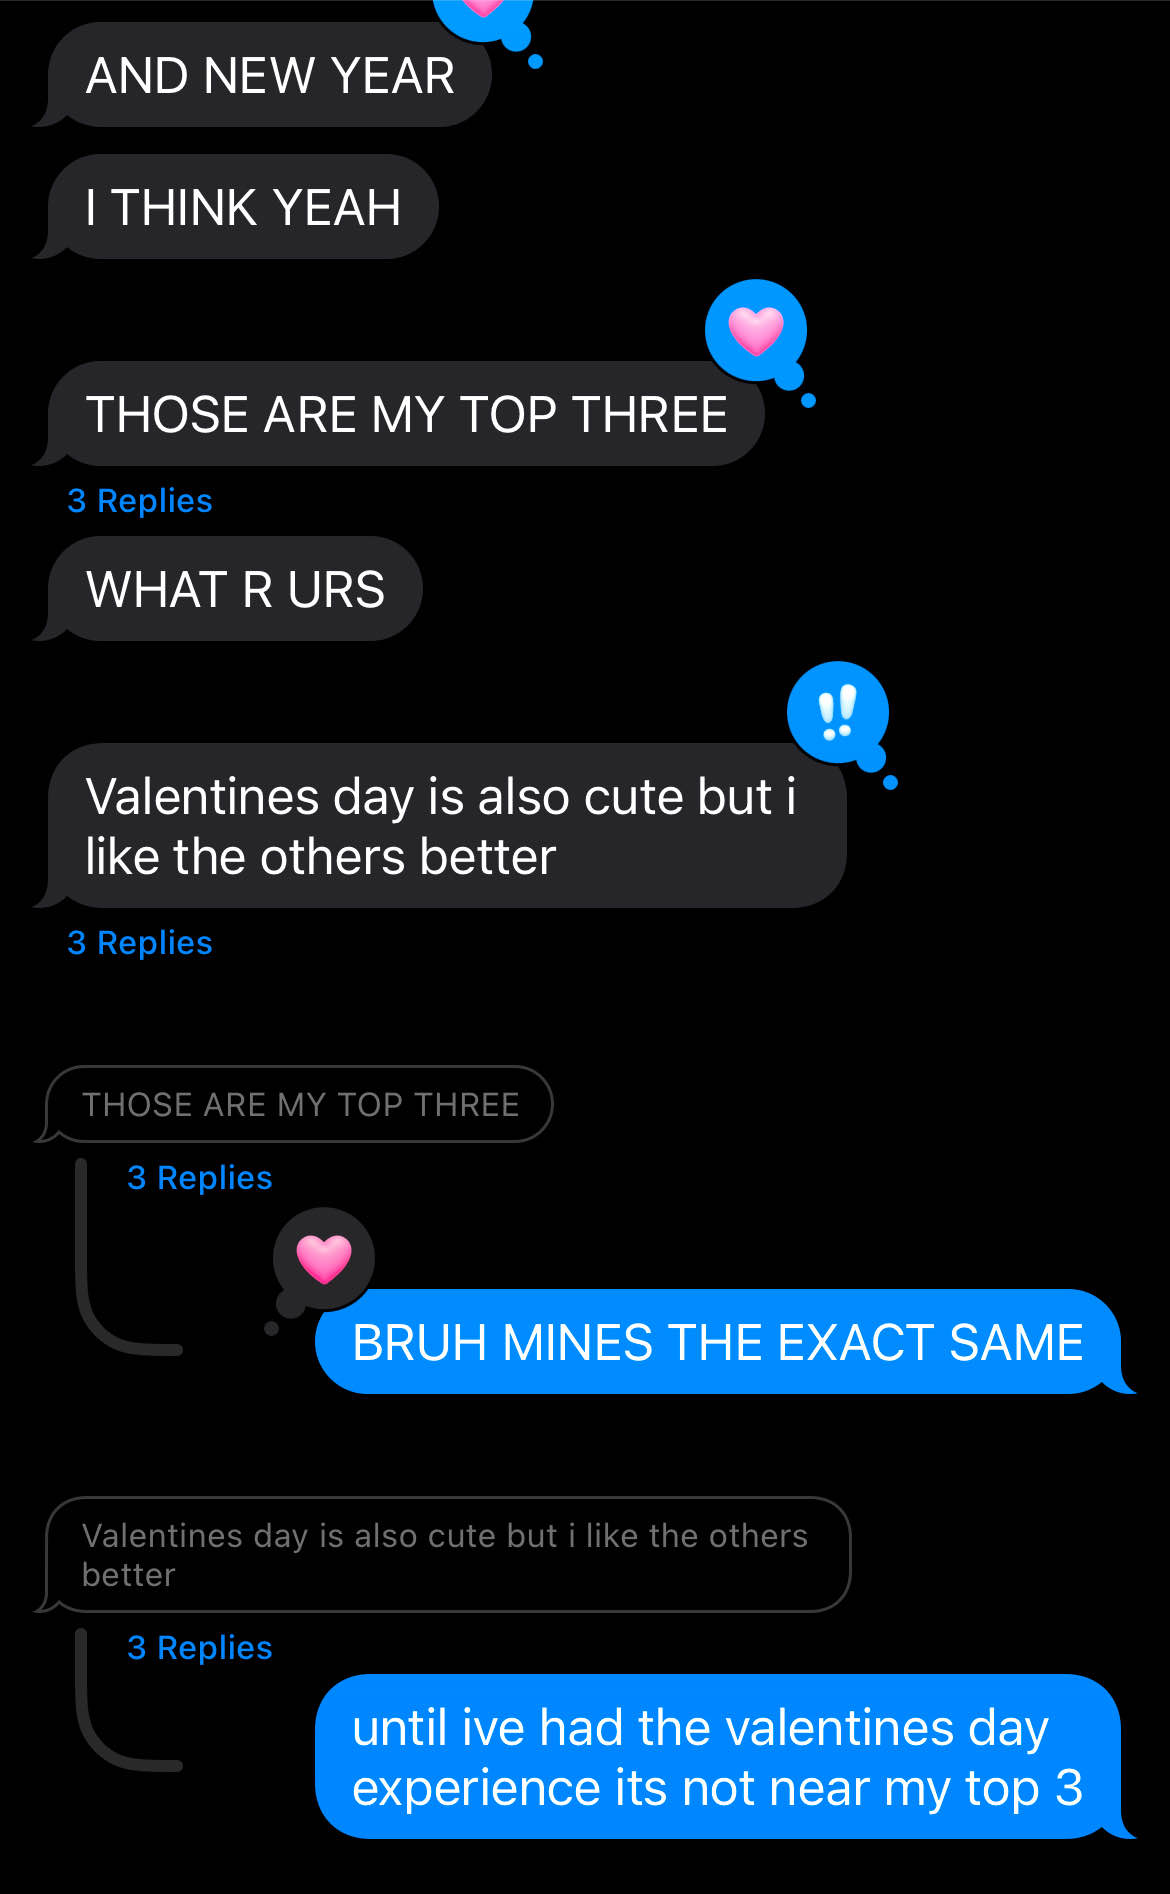 AND NEW YEAR
I THINK YEAH
THOSE ARE MY TOP THREE
3 Replies
WHAT R URS
Valentines day is also cute but i
like the others better
3 Replies
THOSE ARE MY TOP THREE
3 Replies
BRUH MINES THE EXACT SAME
Valentines day is also cute but i like the others
better
3 Replies
until ive had the valentines day
experience its not near my top 3